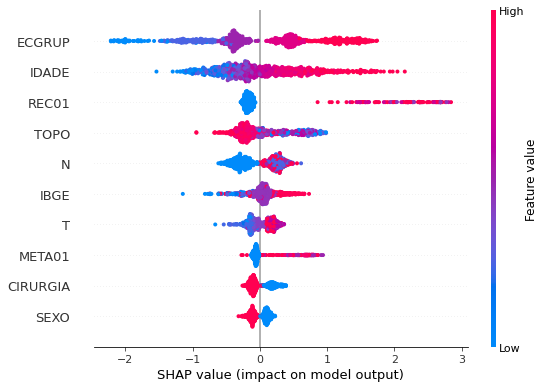 High
ECGRUP
IDADE
REC01
TOPO
N
IBGE
T
META01
CIRURGIA
SEXO
Feature value
Low
−2 −1 0 1 2 3
SHAP value (impact on model output)